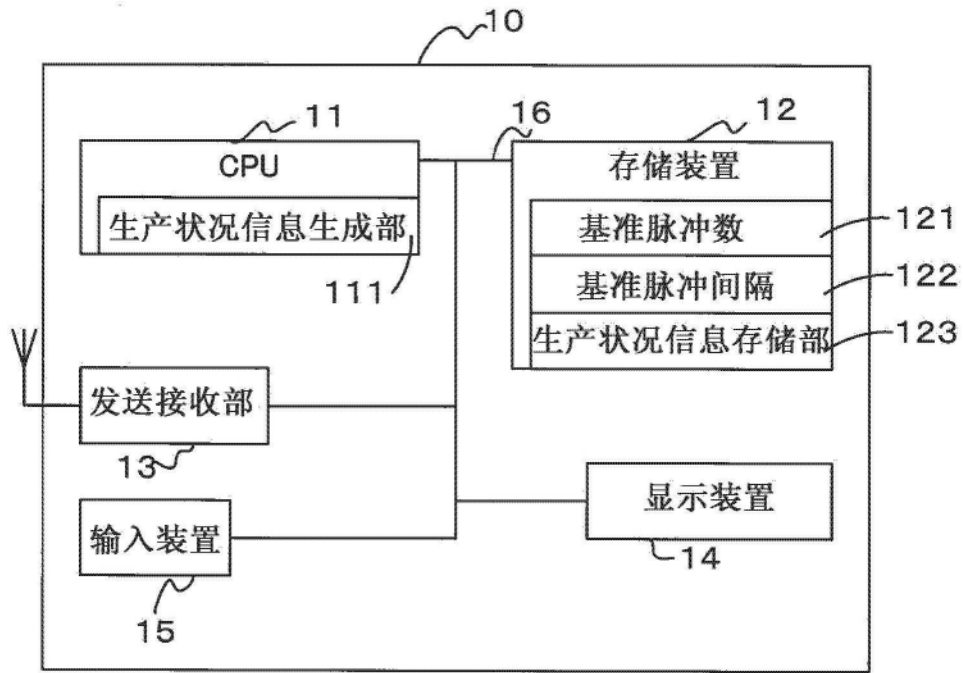 10
11
16
12
CPU
存储装置
生产状况信息生成部
基准脉冲数
121
111
基准脉冲间隔
122
生产状况信息存储部
123
发送接收部
13
显示装置
输入装置
14
15